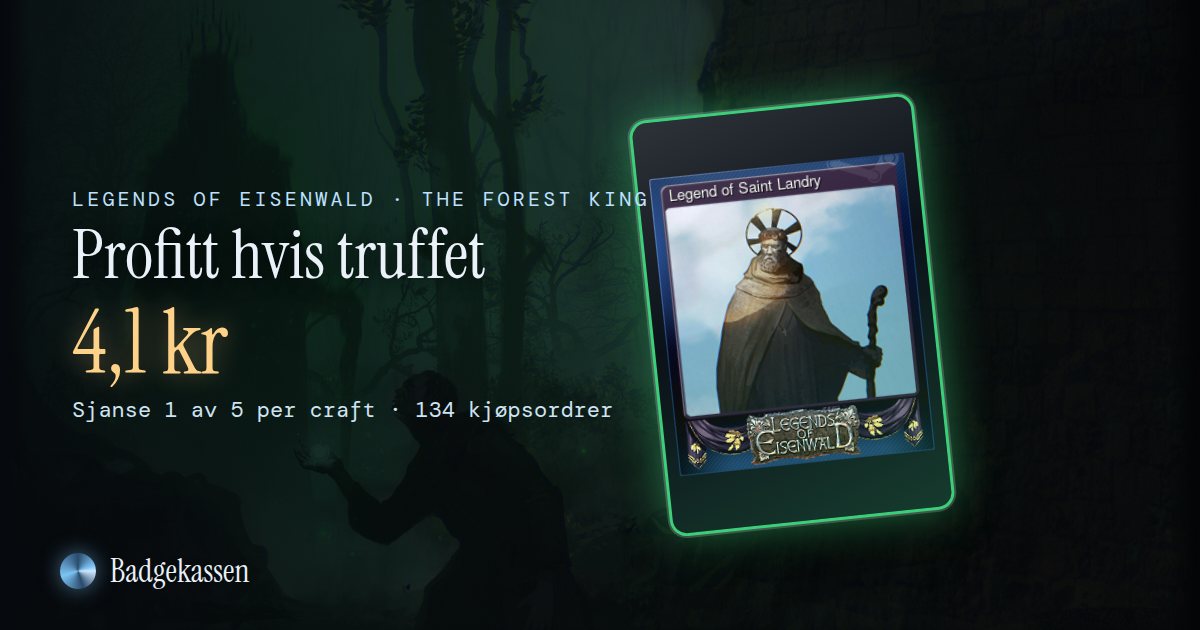 LEGENDS OF EISENWALD · THE FOREST KING
Profitt hvis truffet
4,1 kr
Sjanse 1 av 5 per craft · 134 kjøpsordrer
Legend of Saint Landry
LEGENDS
OF
EISENWALD
Badgekassen